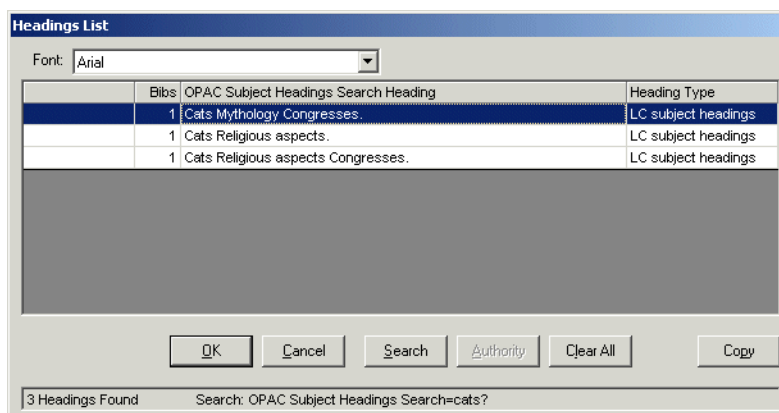 Headings List
Font: Arial
Bibs OPAC Subject Headings Search Heading Heading Type
1 Cats Mythology Congresses. LC subject headings
1 Cats Religious aspects. LC subject headings
1 Cats Religious aspects Congresses. LC subject headings
OK Cancel Search Authority Clear All Copy
3 Headings Found Search: OPAC Subject Headings Search=cats?